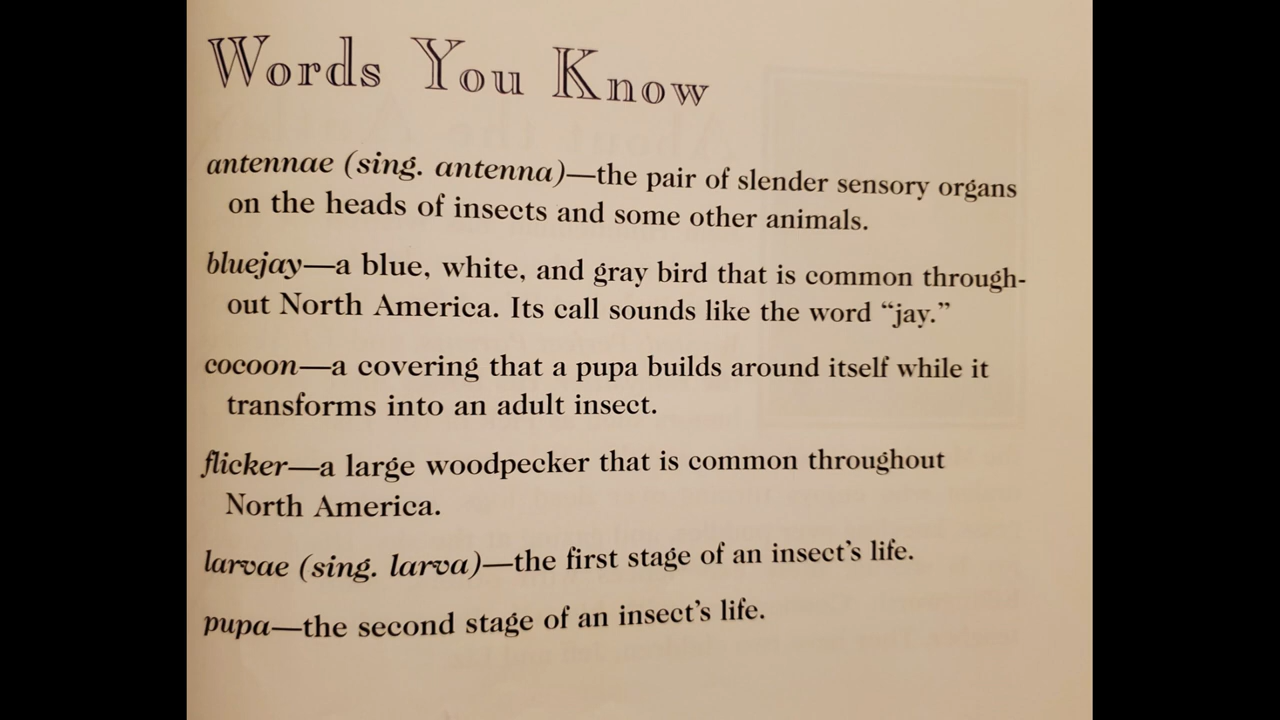 Words You Know
antennae (sing. antenna)—the pair of slender sensory organs
on the heads of insects and some other animals.
bluejay—a blue, white, and gray bird that is common through-
out North America. Its call sounds like the word “jay.”
cocoon—a covering that a pupa builds around itself while it
transforms into an adult insect.
flicker—a large woodpecker that is common throughout
North America.
larvae (sing. larva)—the first stage of an insect’s life.
pupa—the second stage of an insect’s life.